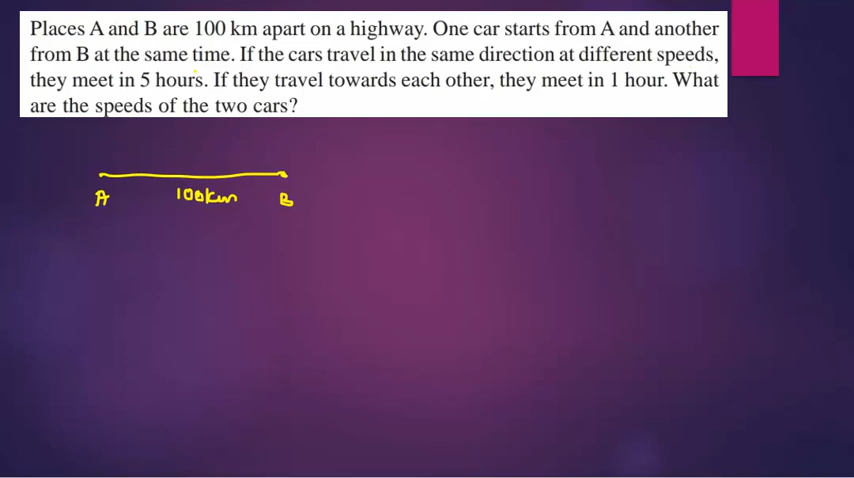 Places A and B are 100 km apart on a highway. One car starts from A and another
from B at the same time. If the cars travel in the same direction at different speeds,
they meet in 5 hours. If they travel towards each other, they meet in 1 hour. What
are the speeds of the two cars?
A 100km B